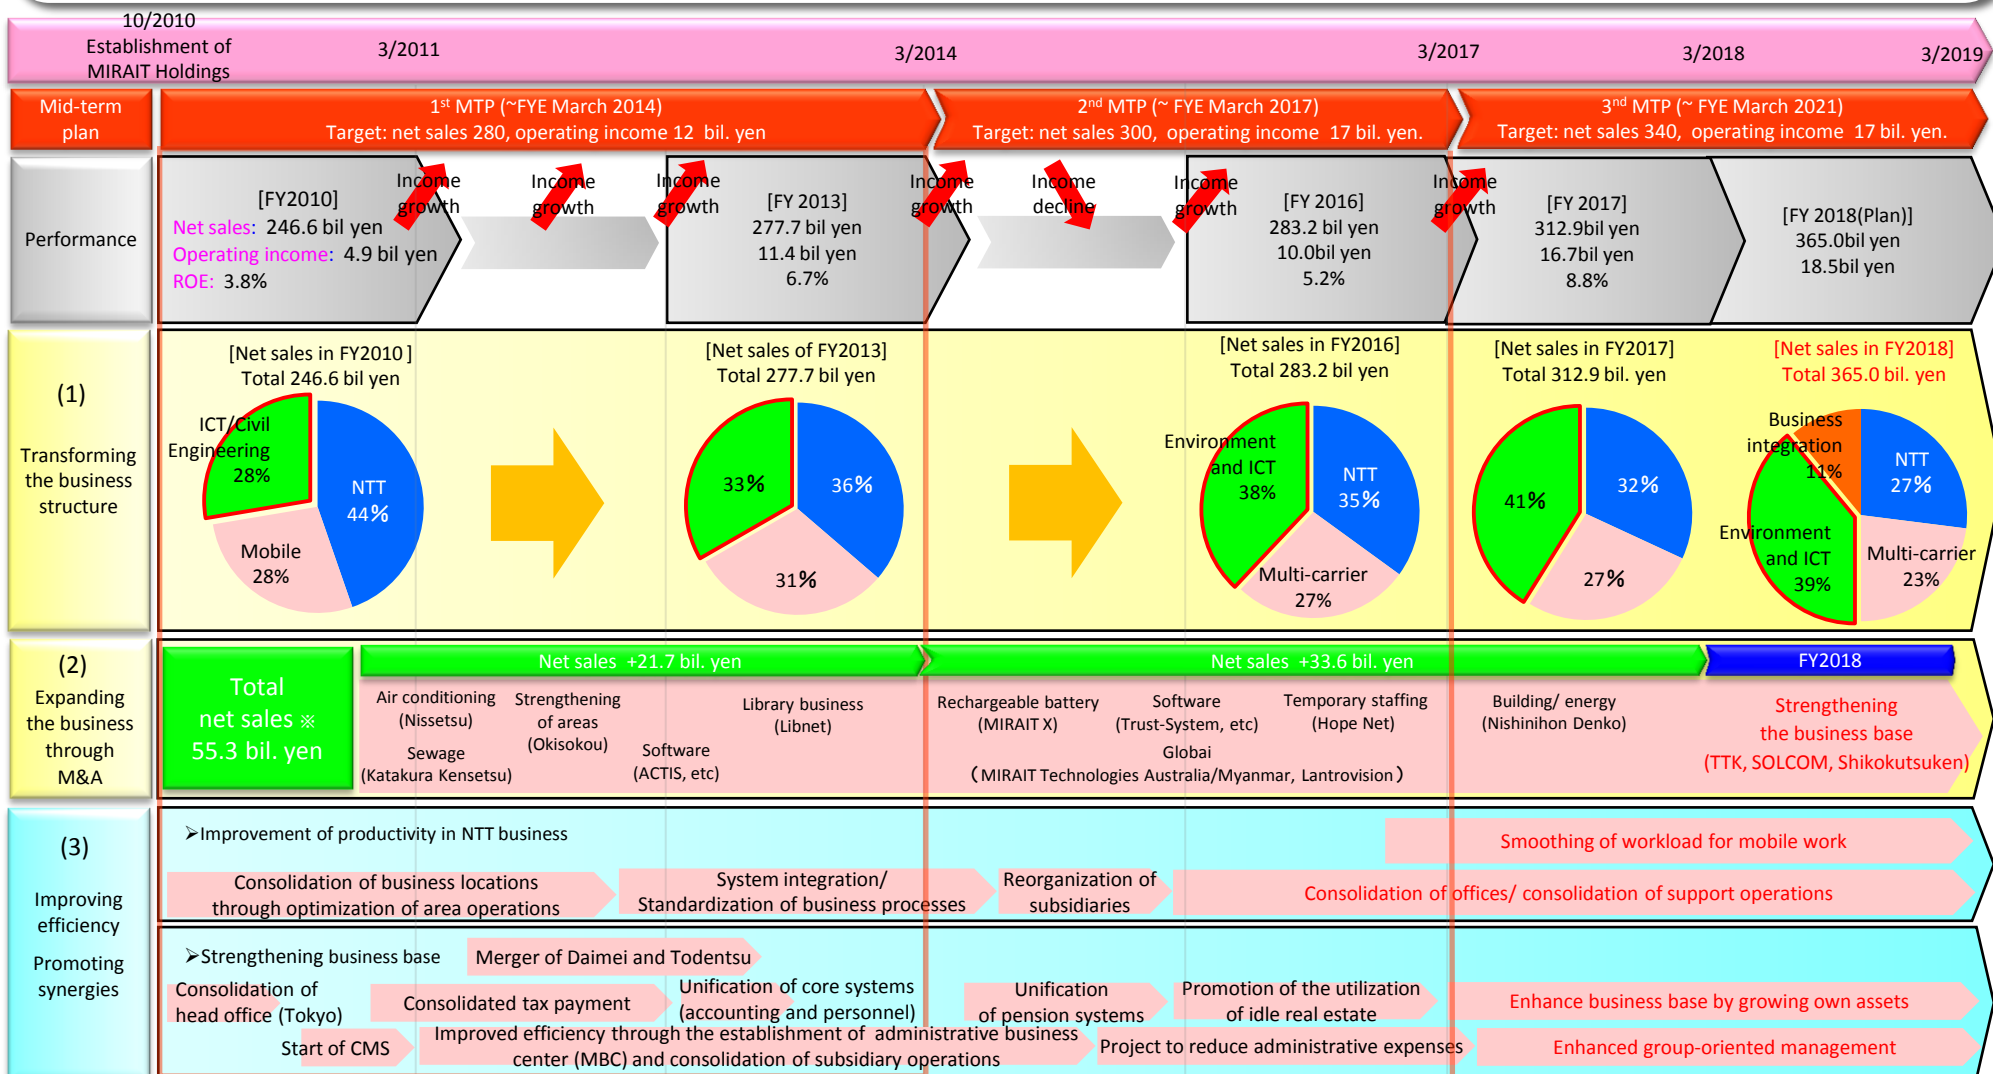 10/2010
Establishment of
MIRAIT Holdings
3/2011
3/2014
3/2017
3/2018
3/2019
Mid-term
plan
1st MTP (~FYE March 2014)
Target: net sales 280, operating income 12 bil. yen
2nd MTP (~ FYE March 2017)
Target: net sales 300, operating income 17 bil. yen.
3nd MTP (~ FYE March 2021)
Target: net sales 340, operating income 17 bil. yen.
Performance
[FY2010]
Net sales: 246.6 bil yen
Operating income: 4.9 bil yen
ROE: 3.8%
Income
growth
Income
growth
Income
growth
[FY 2013]
277.7 bil yen
11.4 bil yen
6.7%
Income
growth
Income
decline
Income
growth
[FY 2016]
283.2 bil yen
10.0bil yen
5.2%
Income
growth
[FY 2017]
312.9bil yen
16.7bil yen
8.8%
[FY 2018(Plan)]
365.0bil yen
18.5bil yen
(1)
Transforming
the business
structure
[Net sales in FY2010 ]
Total 246.6 bil yen
ICT/Civil
Engineering
28%
NTT
44%
Mobile
28%
[Net sales of FY2013]
Total 277.7 bil yen
33%
36%
31%
[Net sales in FY2016]
Total 283.2 bil yen
Environment
and ICT
38%
NTT
35%
Multi-carrier
27%
[Net sales in FY2017]
Total 312.9 bil. yen
41%
32%
27%
[Net sales in FY2018]
Total 365.0 bil. yen
Business
integration
11%
NTT
27%
Environment
and ICT
39%
Multi-carrier
23%
(2)
Expanding
the business
through
M&A
Total
net sales ※
55.3 bil. yen
Net sales +21.7 bil. yen
Net sales +33.6 bil. yen
FY2018
Air conditioning
(Nissetsu)
Sewage
(Katakura Kensetsu)
Strengthening
of areas
(Okisokou)
Software
(ACTIS, etc)
Library business
(Libnet)
Rechargeable battery
(MIRAIT X)
Software
(Trust-System, etc)
Temporary staffing
(Hope Net)
Globai
（MIRAIT Technologies Australia/Myanmar, Lantrovision）
Building/ energy
(Nishinihon Denko)
Strengthening
the business base
(TTK, SOLCOM, Shikokutsuken)
(3)
Improving
efficiency
Promoting
synergies
➢Improvement of productivity in NTT business
Smoothing of workload for mobile work
Consolidation of business locations
through optimization of area operations
System integration/
Standardization of business processes
Reorganization of
subsidiaries
Consolidation of offices/ consolidation of support operations
➢Strengthening business base
Merger of Daimei and Todentsu
Consolidation of
head office (Tokyo)
Consolidated tax payment
Unification of core systems
(accounting and personnel)
Unification
of pension systems
Promotion of the utilization
of idle real estate
Enhance business base by growing own assets
Start of CMS
Improved efficiency through the establishment of administrative business
center (MBC) and consolidation of subsidiary operations
Project to reduce administrative expenses
Enhanced group-oriented management